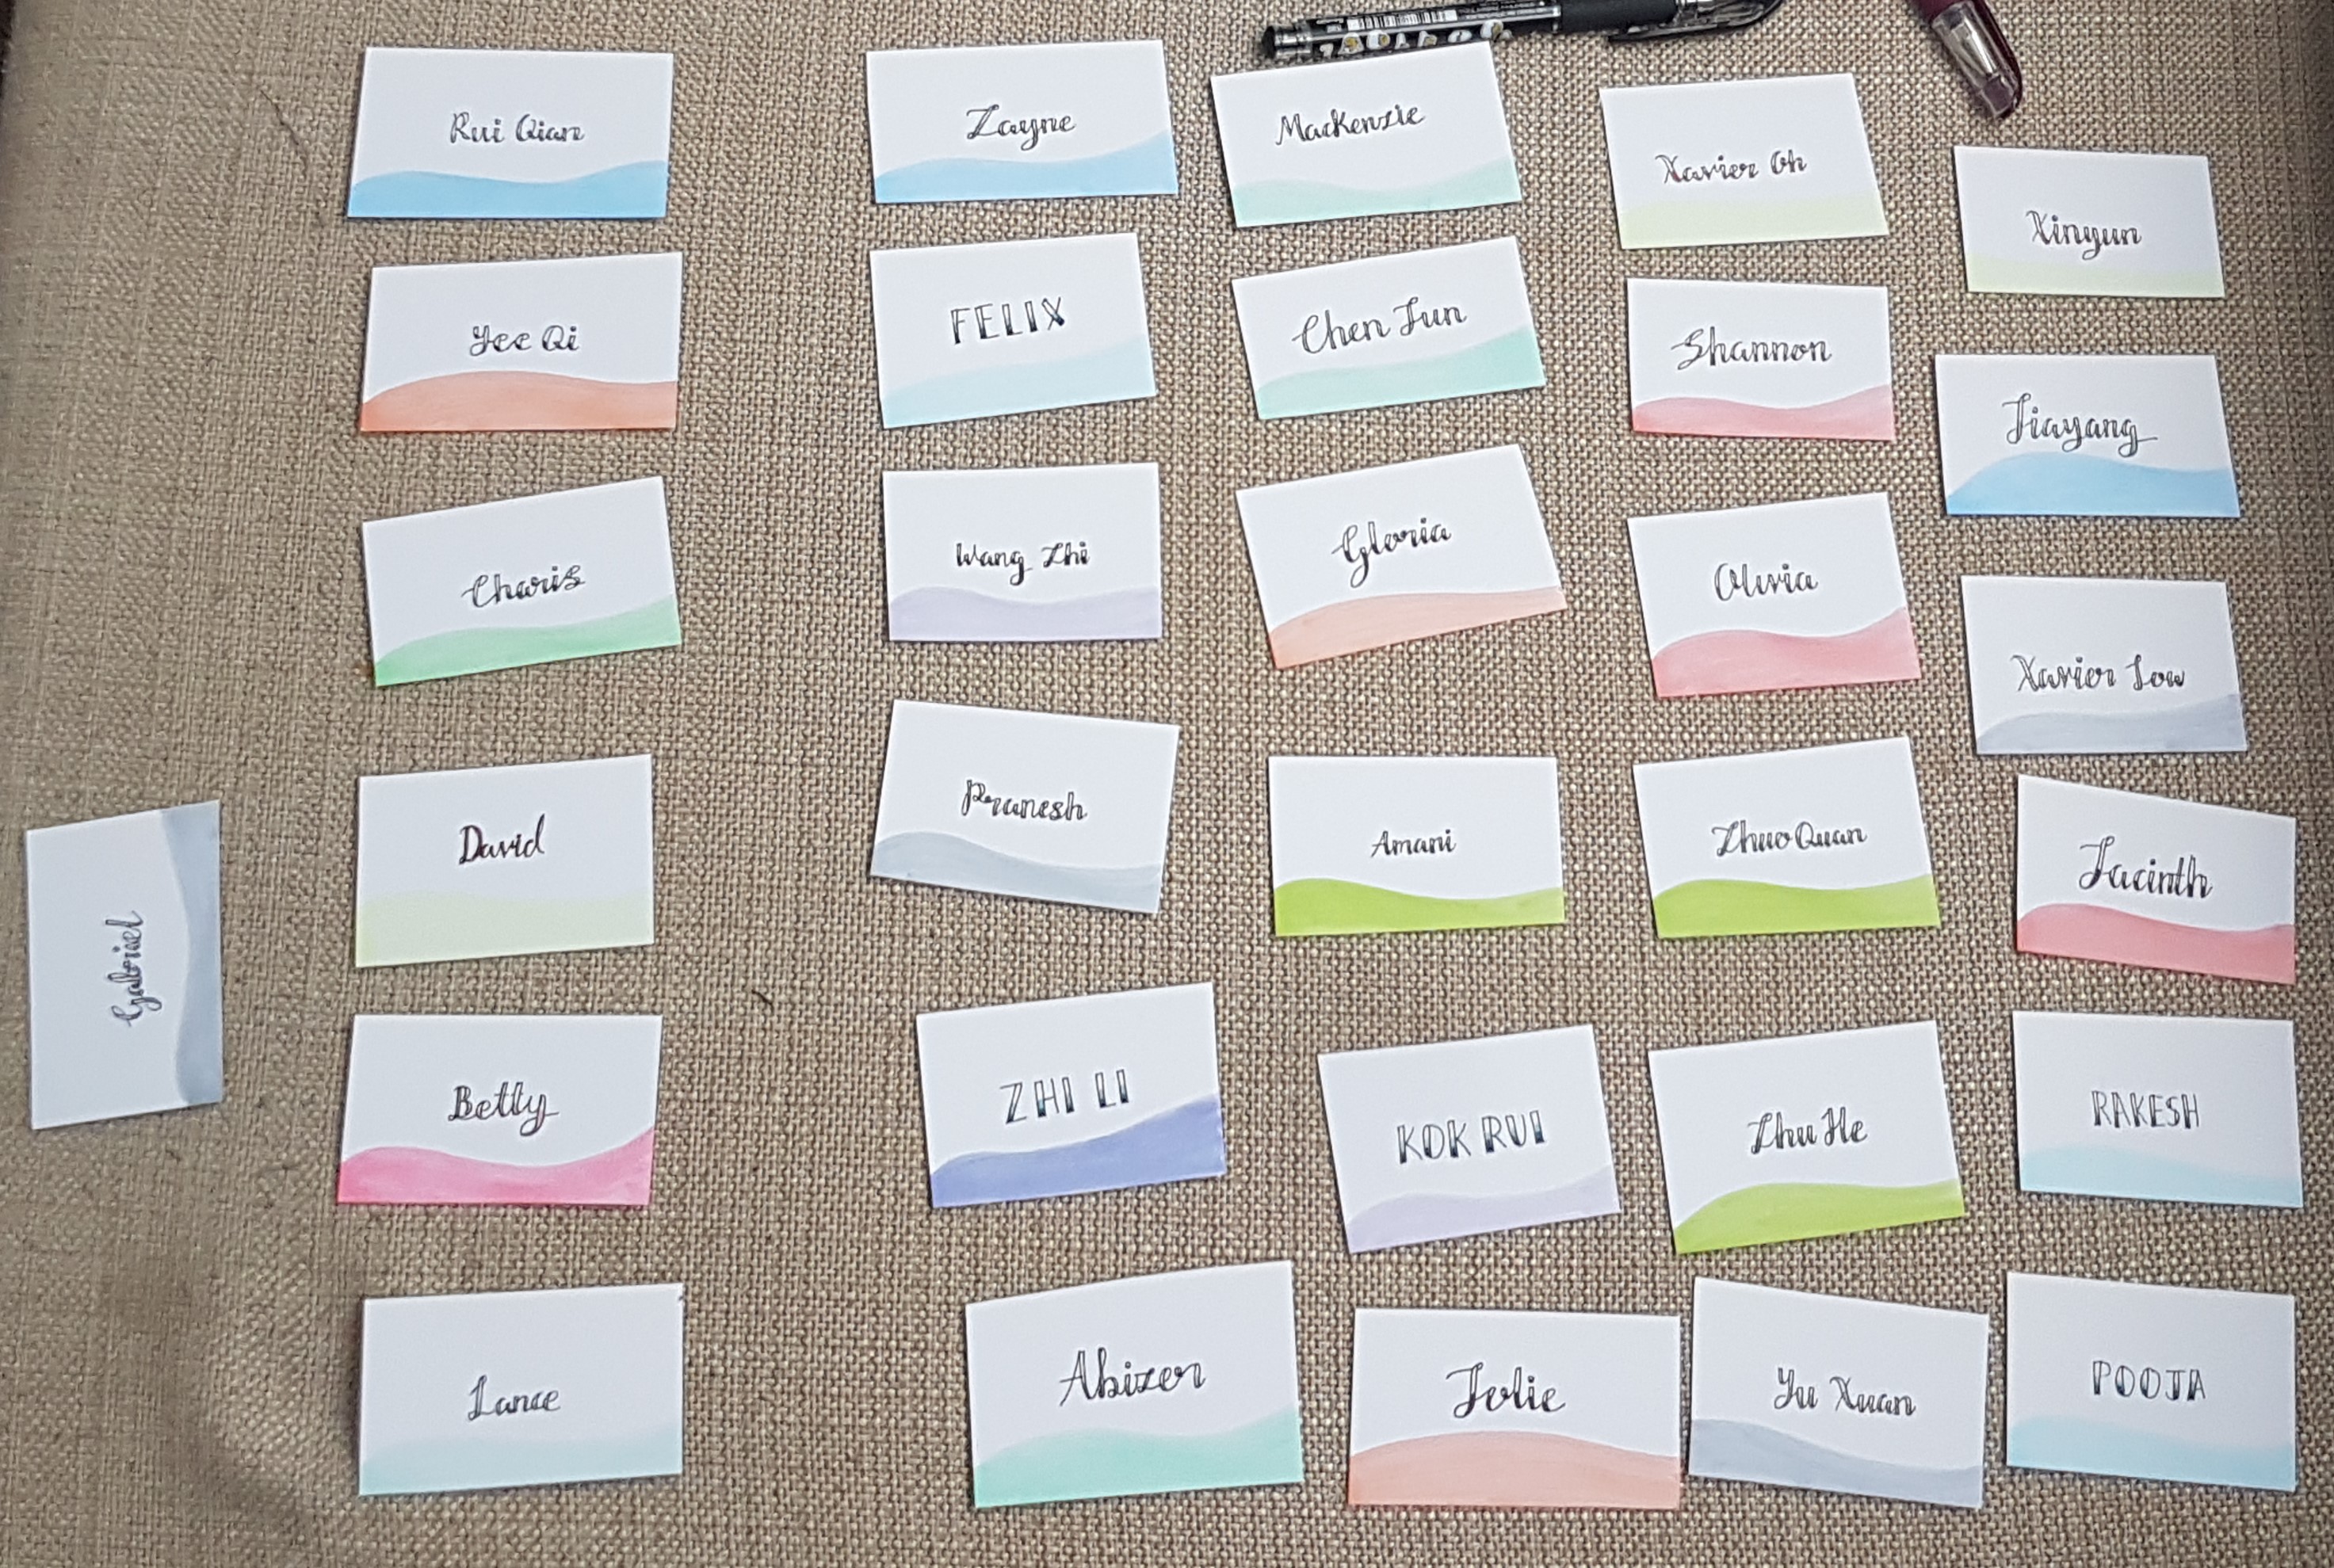 Rui Qian
Zayne
Mackenzie
Xavier Oh
Xinyun
Yee Qi
FELIX
Chen Jun
Shannon
Jiayang
Charis
Wang Zhi
Gloria
Olivia
Xavier Low
David
Pranesh
Amani
Zhuo Quan
Jacinth
Gabriel
Betty
ZHI LI
KOK RUI
Zhu He
RAKESH
Lance
Abizer
Jolie
Yu Xuan
POOJA